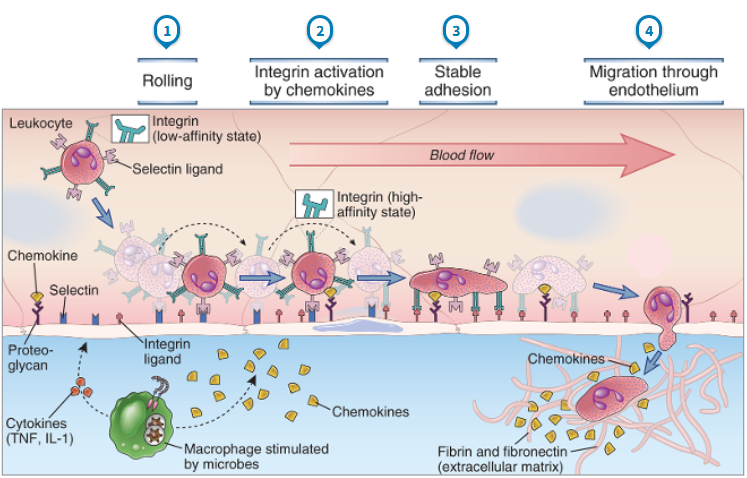 1
2
3
4
Rolling
Integrin activation
by chemokines
Stable
adhesion
Migration through
endothelium
Leukocyte
Integrin
(low-affinity state)
Selectin ligand
Blood flow
Integrin (high-
affinity state)
Chemokine
Selectin
Proteo-
glycan
Integrin
ligand
Cytokines
(TNF, IL-1)
Macrophage stimulated
by microbes
Chemokines
Chemokines
Fibrin and fibronectin
(extracellular matrix)